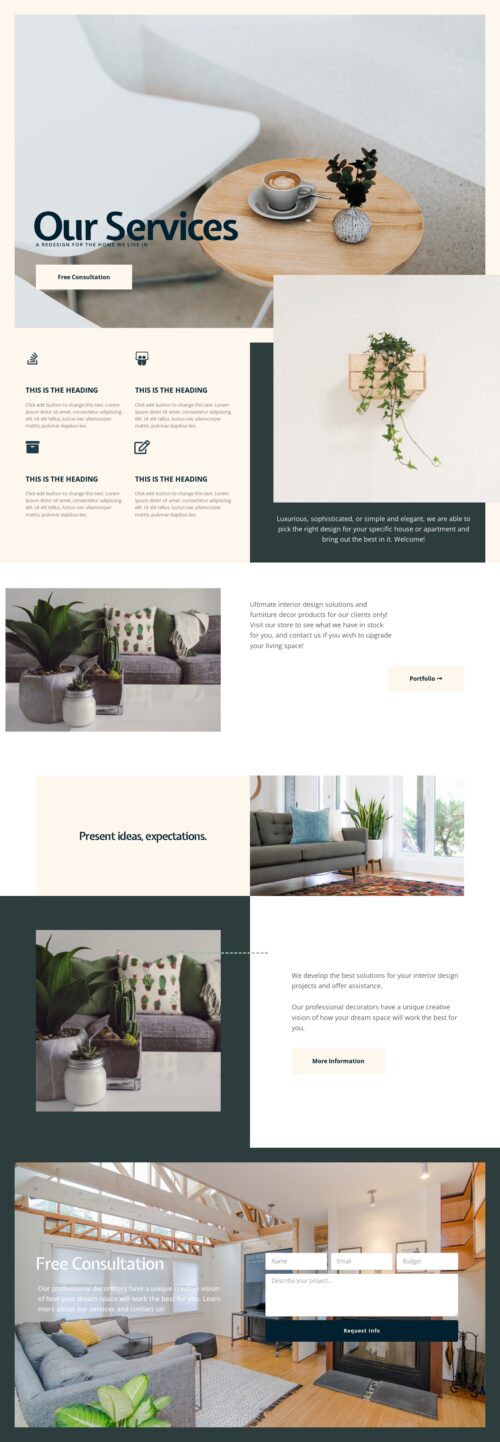 Our Services
A REDESIGN FOR THE HOME WE LIVE IN
Free Consultation
THIS IS THE HEADING
Click edit button to change this text. Lorem
ipsum dolor sit amet, consectetur adipiscing
elit. Ut elit tellus, luctus nec ullamcorper
mattis, pulvinar dapibus leo.
THIS IS THE HEADING
Click edit button to change this text. Lorem
ipsum dolor sit amet, consectetur adipiscing
elit. Ut elit tellus, luctus nec ullamcorper
mattis, pulvinar dapibus leo.
THIS IS THE HEADING
Click edit button to change this text. Lorem
ipsum dolor sit amet, consectetur adipiscing
elit. Ut elit tellus, luctus nec ullamcorper
mattis, pulvinar dapibus leo.
THIS IS THE HEADING
Click edit button to change this text. Lorem
ipsum dolor sit amet, consectetur adipiscing
elit. Ut elit tellus, luctus nec ullamcorper
mattis, pulvinar dapibus leo.
Luxurious, sophisticated, or simple and elegant, we are able to
pick the right design for your specific house or apartment and
bring out the best in it. Welcome!
Ultimate interior design solutions and
furniture decor products for our clients only!
Visit our store to see what we have in stock
for you, and contact us if you wish to upgrade
your living space!
Portfolio →
Present ideas, expectations.
We develop the best solutions for your interior design
projects and offer assistance.
Our professional decorators have a unique creative
vision of how your dream space will work the best for
you.
More Information
Free Consultation
Our professional decorators have a unique creative vision
of how your dream space will work the best for you. Learn
more about our services and contact us!
Name
Email
Budget
Describe your project...
Request Info